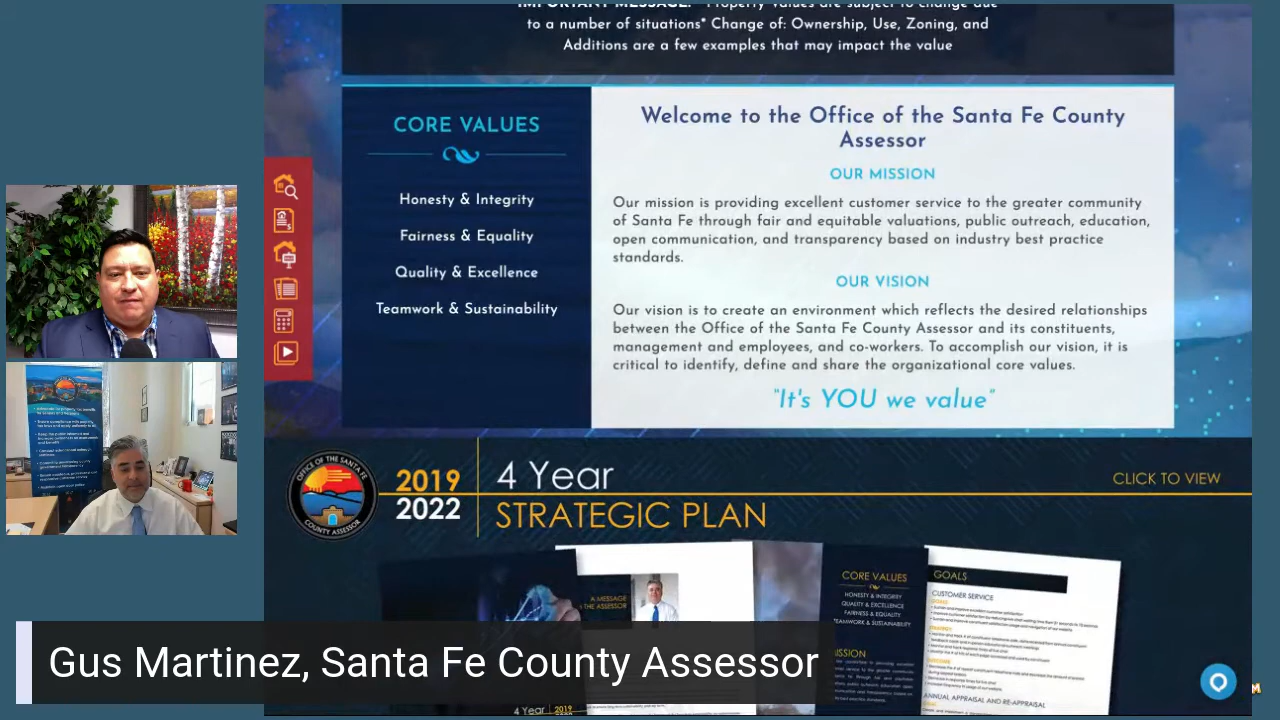 IMPORTANT MESSAGE: *Property Values are subject to change due
to a number of situations* Change of: Ownership, Use, Zoning, and
Additions are a few examples that may impact the value
CORE VALUES
Honesty & Integrity
Fairness & Equality
Quality & Excellence
Teamwork & Sustainability
Welcome to the Office of the Santa Fe County
Assessor
OUR MISSION
Our mission is providing excellent customer service to the greater community
of Santa Fe through fair and equitable valuations, public outreach, education,
open communication, and transparency based on industry best practice
standards.
OUR VISION
Our vision is to create an environment which reflects the desired relationships
between the Office of the Santa Fe County Assessor and its constituents,
management and employees, and co-workers. To accomplish our vision, it is
critical to identify, define and share the organizational core values.
"It's YOU we value"
OFFICE OF THE SANTA FE
COUNTY ASSESSOR
2019
2022
4 Year
STRATEGIC PLAN
CLICK TO VIEW
A MESSAGE
THE ASSESSOR
CORE VALUES
HONESTY & INTEGRITY
QUALITY & EXCELLENCE
FAIRNESS & EQUALITY
TEAMWORK & SUSTAINABILITY
MISSION
GOALS
CUSTOMER SERVICE
ANNUAL APPRAISAL AND RE-APPRAISAL
4 Year
2019
Gus Martinez, SantaFe County Assessor